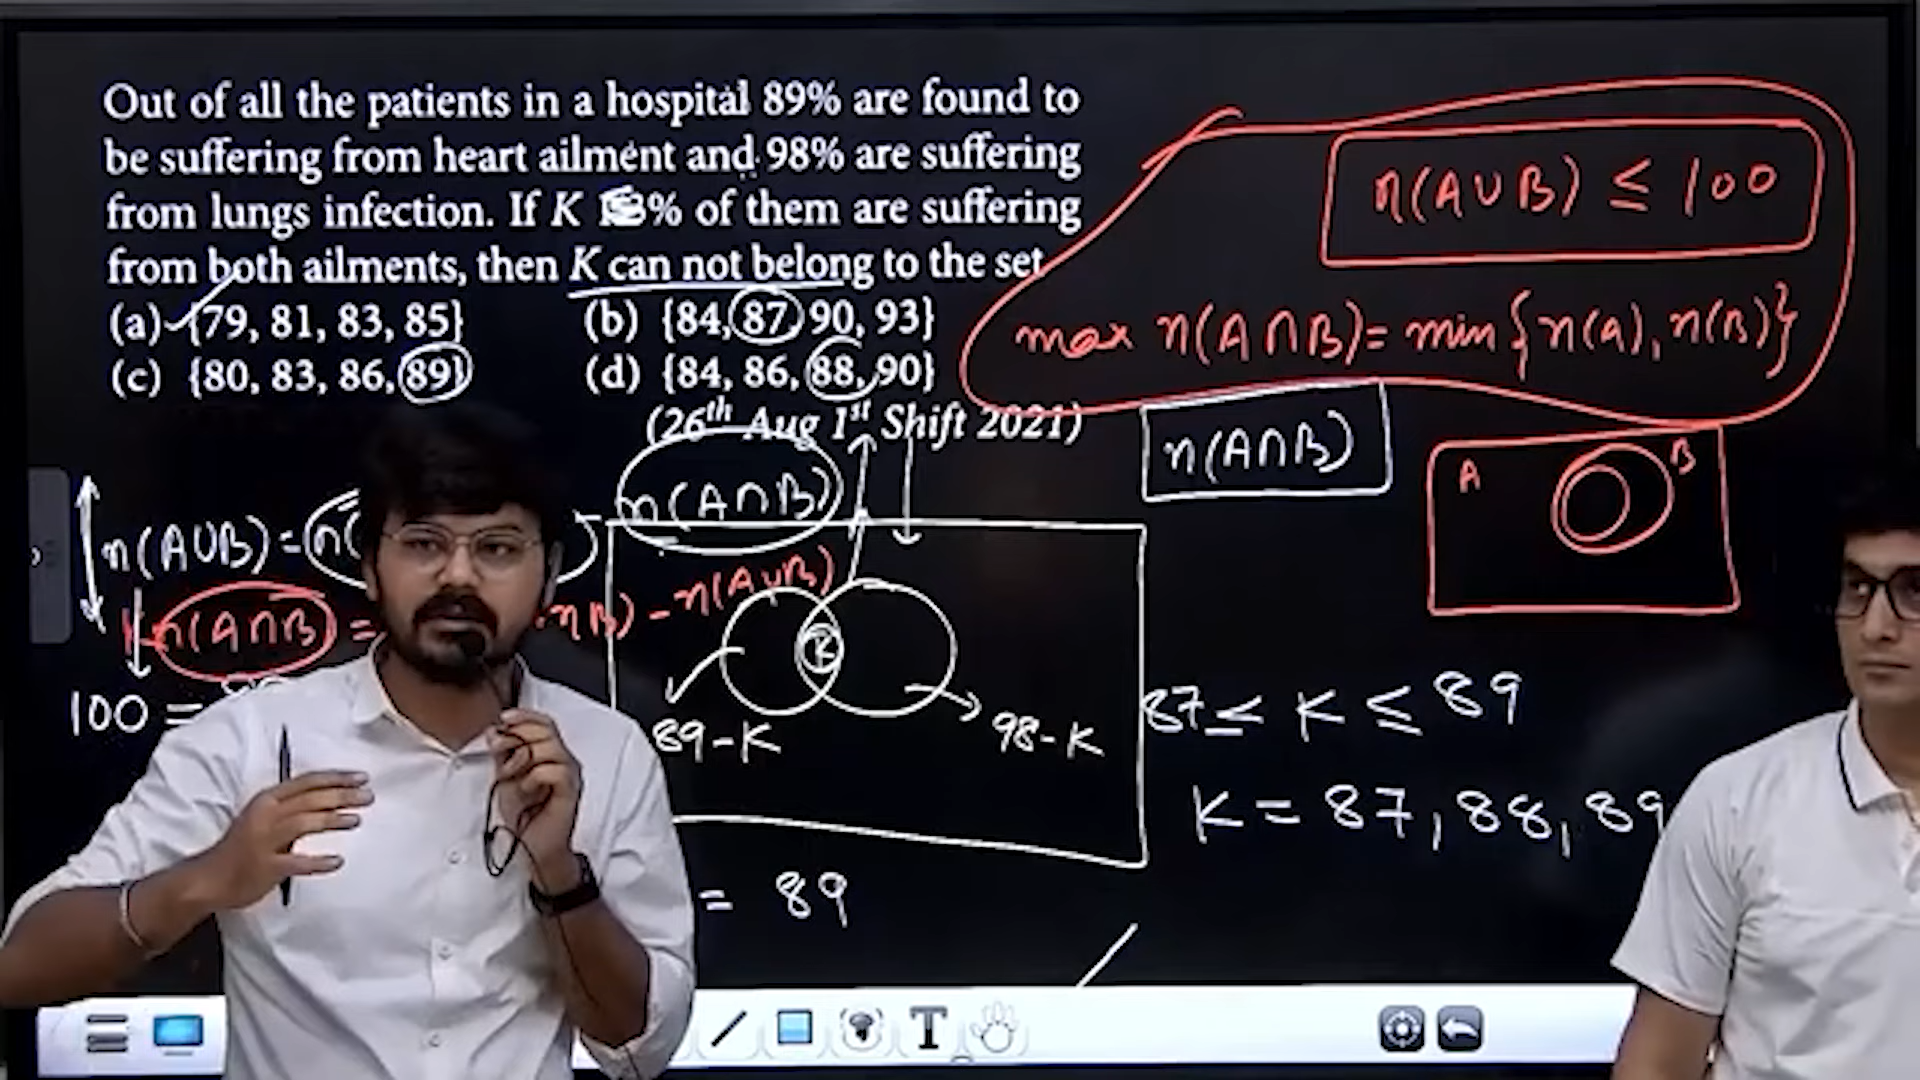 Out of all the patients in a hospital 89% are found to
be suffering from heart ailment and 98% are suffering
from lungs infection. If K % of them are suffering
from both ailments, then K can not belong to the set
(a) {79, 81, 83, 85} (b) {84, 87, 90, 93}
(c) {80, 83, 86, 89} (d) {84, 86, 88, 90}
(26th Aug 1st Shift 2021)
n(A∪B) ≤ 100
max n(A∩B) = min{n(a), n(B)}
n(A∩B)
A B
n(A∪B) = n( n(A∩B)
n(A∩B) = n(B) - n(A∪B)
100 =
K
89-K 98-K
87 ≤ K ≤ 89
K = 87, 88, 89
= 89
T